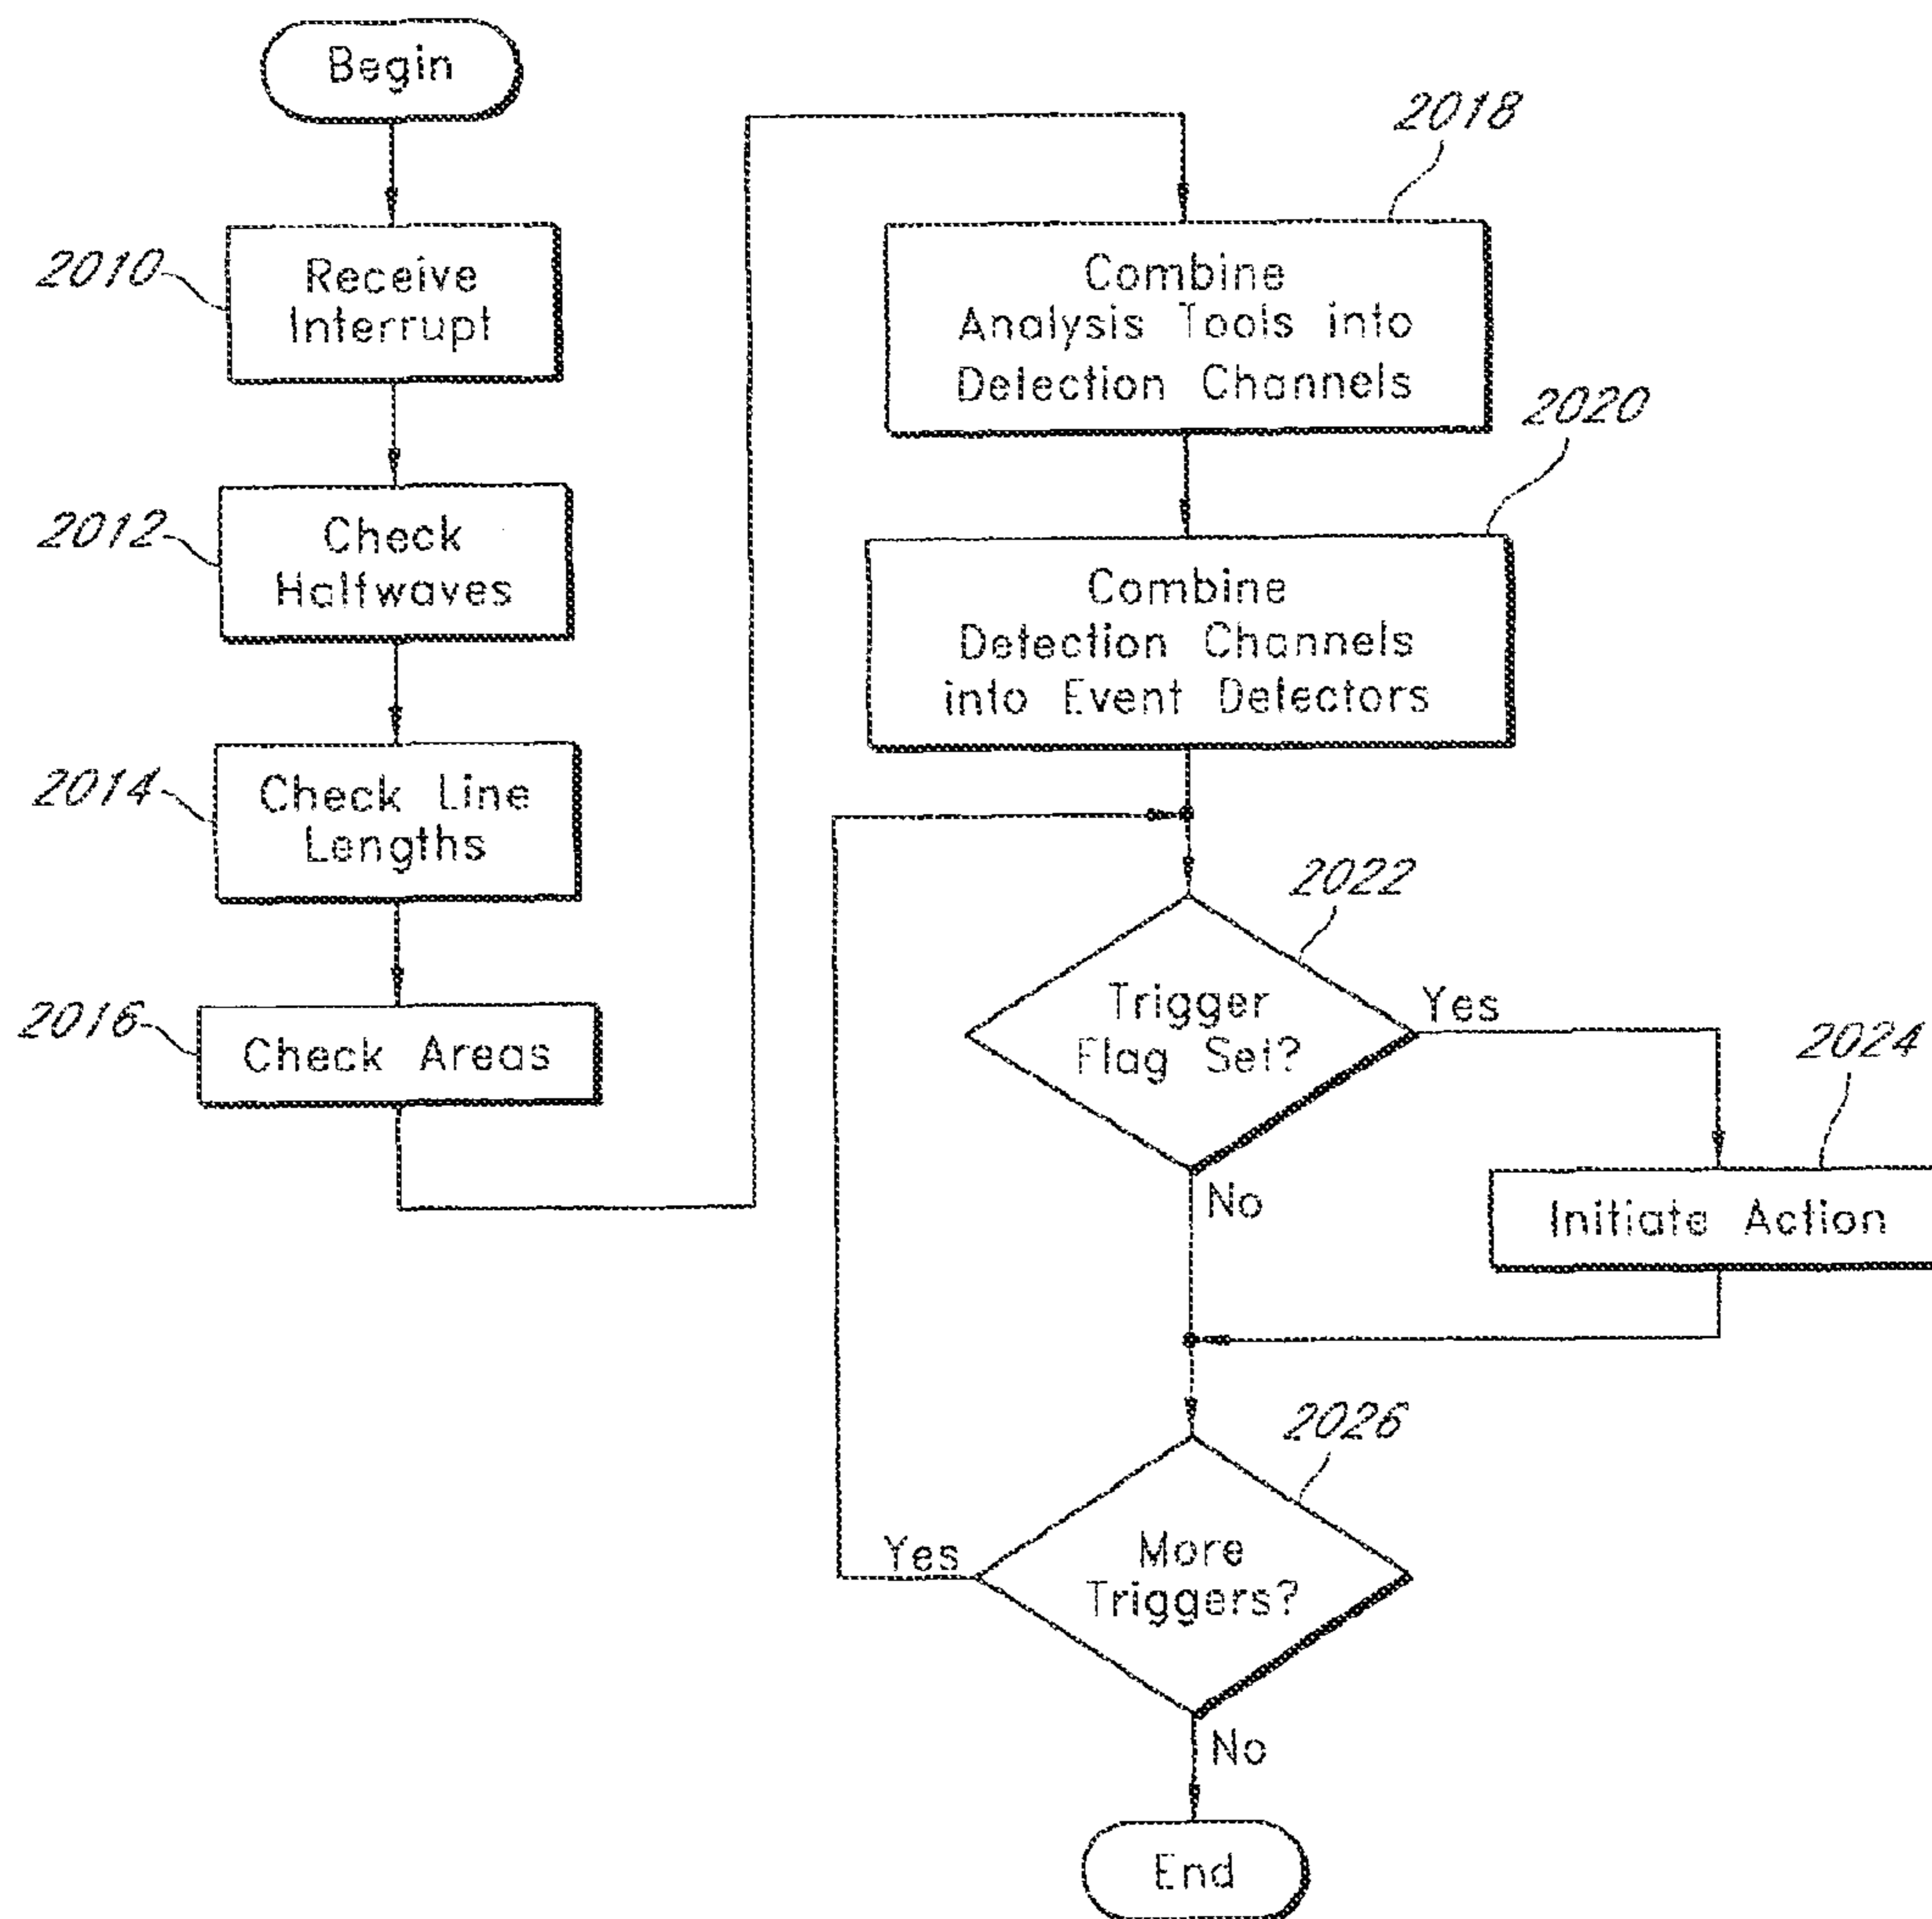 Begin
2010
Receive
Interrupt
2012
Check
Halfwaves
2014
Check Line
Lengths
2016
Check Areas
2018
Combine
Analysis Tools into
Detection Channels
2020
Combine
Detection Channels
into Event Detectors
2022
Trigger
Flag Set?
Yes
No
2024
Initiate Action
2026
More
Triggers?
Yes
No
End